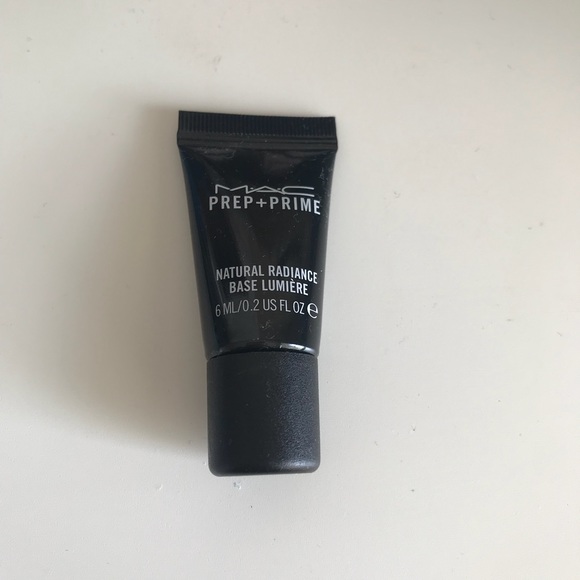 MAC
PREP+PRIME
NATURAL RADIANCE
BASE LUMIÈRE
6 ML/0.2 US FL OZ ℮